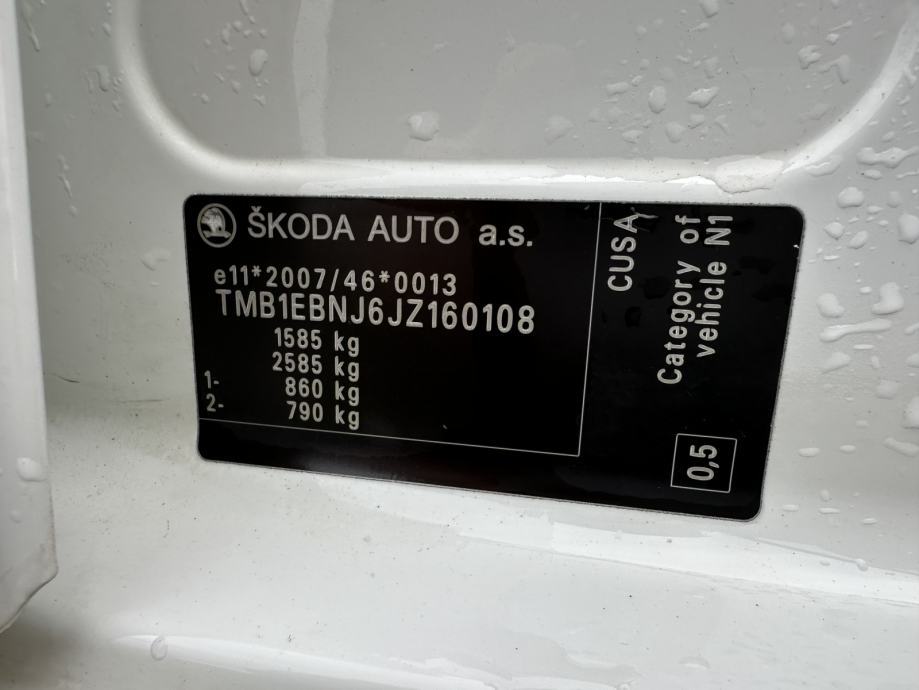 ŠKODA AUTO a.s.
e11*2007/46*0013
TMB1EBNJ6JZ160108
1585 kg
2585 kg
1- 860 kg
2- 790 kg
CUSA
Category of
vehicle N1
0,5